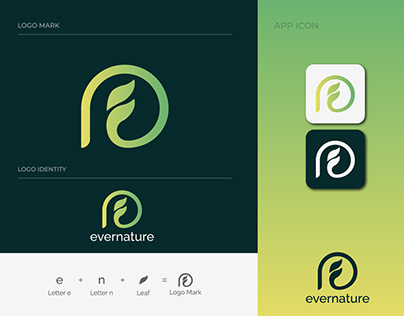 LOGO MARK
LOGO IDENTITY
evernature
e + n + =
Letter e Letter n Leaf Logo Mark
APP ICON
evernature